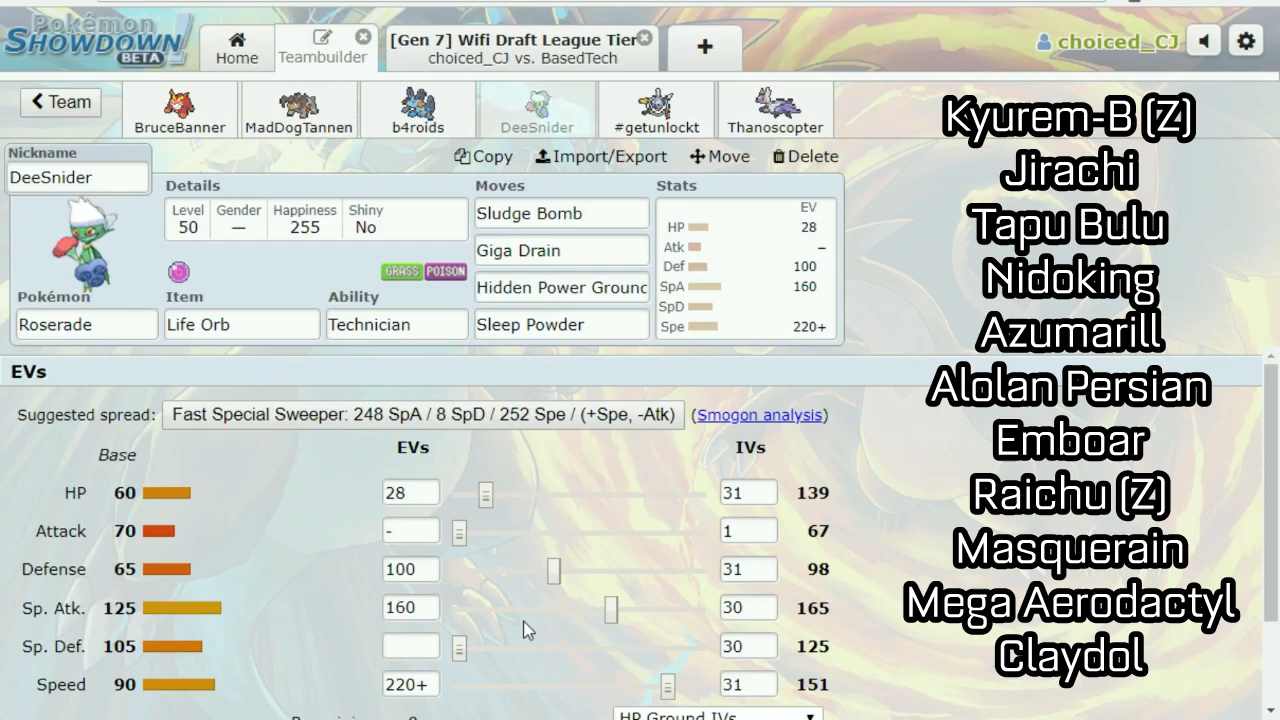 Pokémon
SHOWDOWN
BETA
Home
Teambuilder
[Gen 7] Wifi Draft League Tier
choiced_CJ vs. BasedTech
+
choiced_CJ
Team
BruceBanner
MadDogTannen
b4roids
DeeSnider
#getunlockt
Thanoscopter
Nickname
DeeSnider
Copy
Import/Export
Move
Delete
Details
Level
50
Gender
—
Happiness
255
Shiny
No
GRASS POISON
Pokémon
Roserade
Item
Life Orb
Ability
Technician
Moves
Sludge Bomb
Giga Drain
Hidden Power Ground
Sleep Powder
Stats
EV
HP 28
Atk –
Def 100
SpA 160
SpD
Spe 220+
EVs
Suggested spread: Fast Special Sweeper: 248 SpA / 8 SpD / 252 Spe / (+Spe, -Atk) (Smogon analysis)
Base EVs IVs
HP 60 28 31 139
Attack 70 - 1 67
Defense 65 100 31 98
Sp. Atk. 125 160 30 165
Sp. Def. 105 30 125
Speed 90 220+ 31 151
HP Ground IVs
Kyurem-B (Z)
Jirachi
Tapu Bulu
Nidoking
Azumarill
Alolan Persian
Emboar
Raichu (Z)
Masquerain
Mega Aerodactyl
Claydol